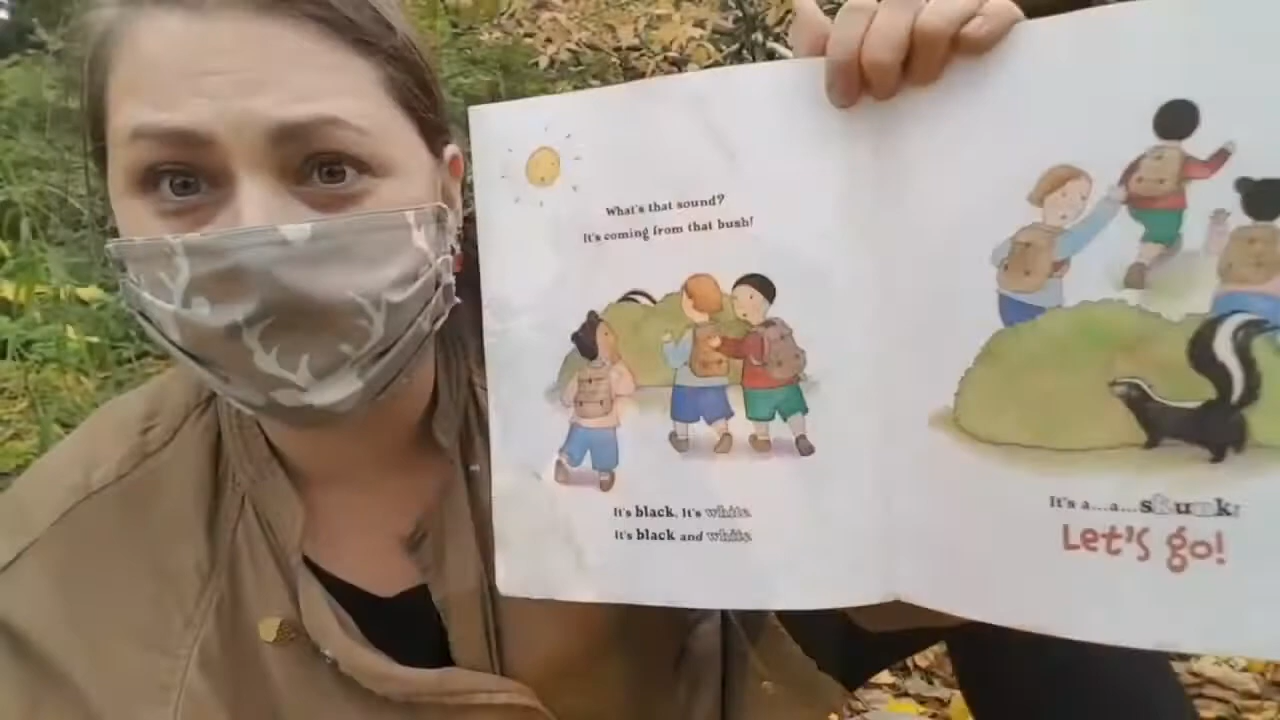 What's that sound?
It's coming from that bush!
It's black. It's white
It's black and white
It's a...a...skunk!
Let's go!